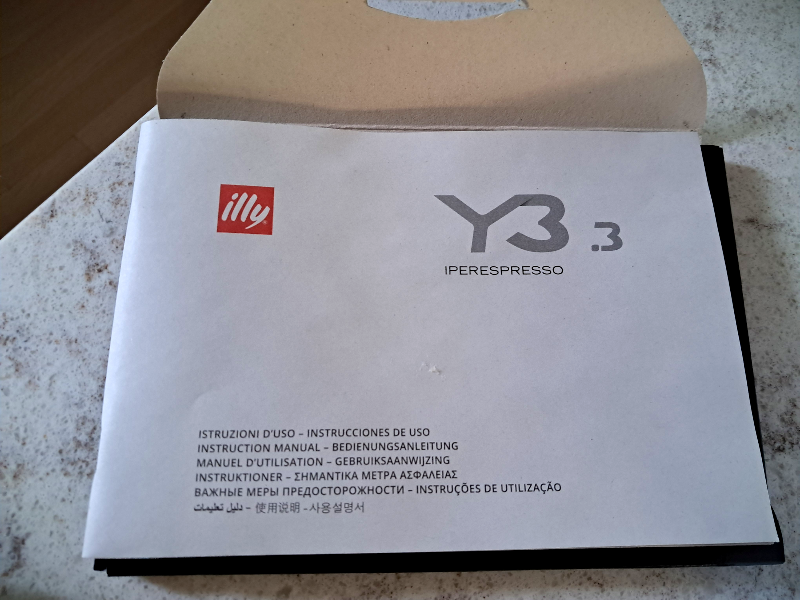 illy
Y3.3
IPERESPRESSO
ISTRUZIONI D'USO – INSTRUCCIONES DE USO
INSTRUCTION MANUAL – BEDIENUNGSANLEITUNG
MANUEL D'UTILISATION – GEBRUIKSAANWIJZING
INSTRUKTIONER – ΣΗΜΑΝΤΙΚΑ ΜΕΤΡΑ ΑΣΦΑΛΕΙΑΣ
ВАЖНЫЕ МЕРЫ ПРЕДОСТОРОЖНОСТИ – INSTRUÇÕES DE UTILIZAÇÃO
دليل تعليمات – 使用说明 - 사용설명서